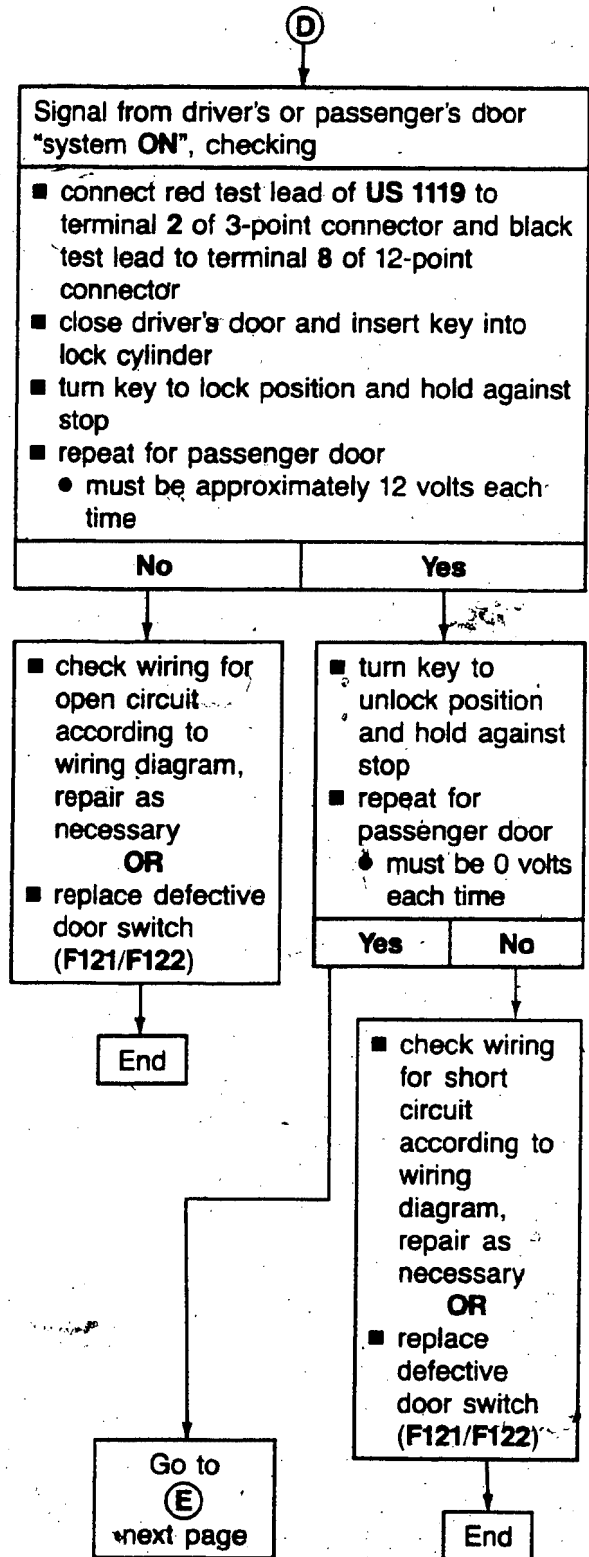 D
Signal from driver's or passenger's door
"system ON", checking
■ connect red test lead of US 1119 to
terminal 2 of 3-point connector and black
test lead to terminal 8 of 12-point
connector
■ close driver's door and insert key into
lock cylinder
■ turn key to lock position and hold against
stop
■ repeat for passenger door
● must be approximately 12 volts each
time
No
Yes
■ check wiring for
open circuit
according to
wiring diagram,
repair as
necessary
OR
■ replace defective
door switch
(F121/F122)
End
■ turn key to
unlock position
and hold against
stop
■ repeat for
passenger door
● must be 0 volts
each time
Yes
No
■ check wiring
for short
circuit
according to
wiring
diagram,
repair as
necessary
OR
■ replace
defective
door switch
(F121/F122)
End
Go to
E
next page